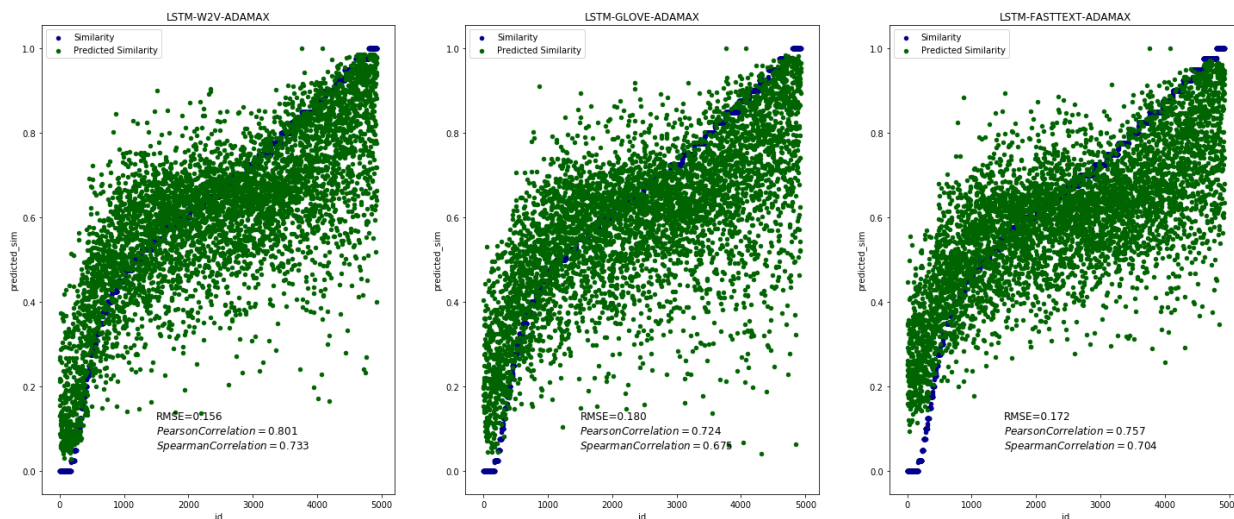 LSTM-W2V-ADAMAX
Similarity
Predicted Similarity
1.0
0.8
0.6
0.4
0.2
0.0
predicted_sim
RMSE=0.156
PearsonCorrelation = 0.801
SpearmanCorrelation = 0.733
0 1000 2000 3000 4000 5000
id
LSTM-GLOVE-ADAMAX
Similarity
Predicted Similarity
1.0
0.8
0.6
0.4
0.2
0.0
predicted_sim
RMSE=0.180
PearsonCorrelation = 0.724
SpearmanCorrelation = 0.675
0 1000 2000 3000 4000 5000
id
LSTM-FASTTEXT-ADAMAX
Similarity
Predicted Similarity
1.0
0.8
0.6
0.4
0.2
0.0
predicted_sim
RMSE=0.172
PearsonCorrelation = 0.757
SpearmanCorrelation = 0.704
0 1000 2000 3000 4000 5000
id